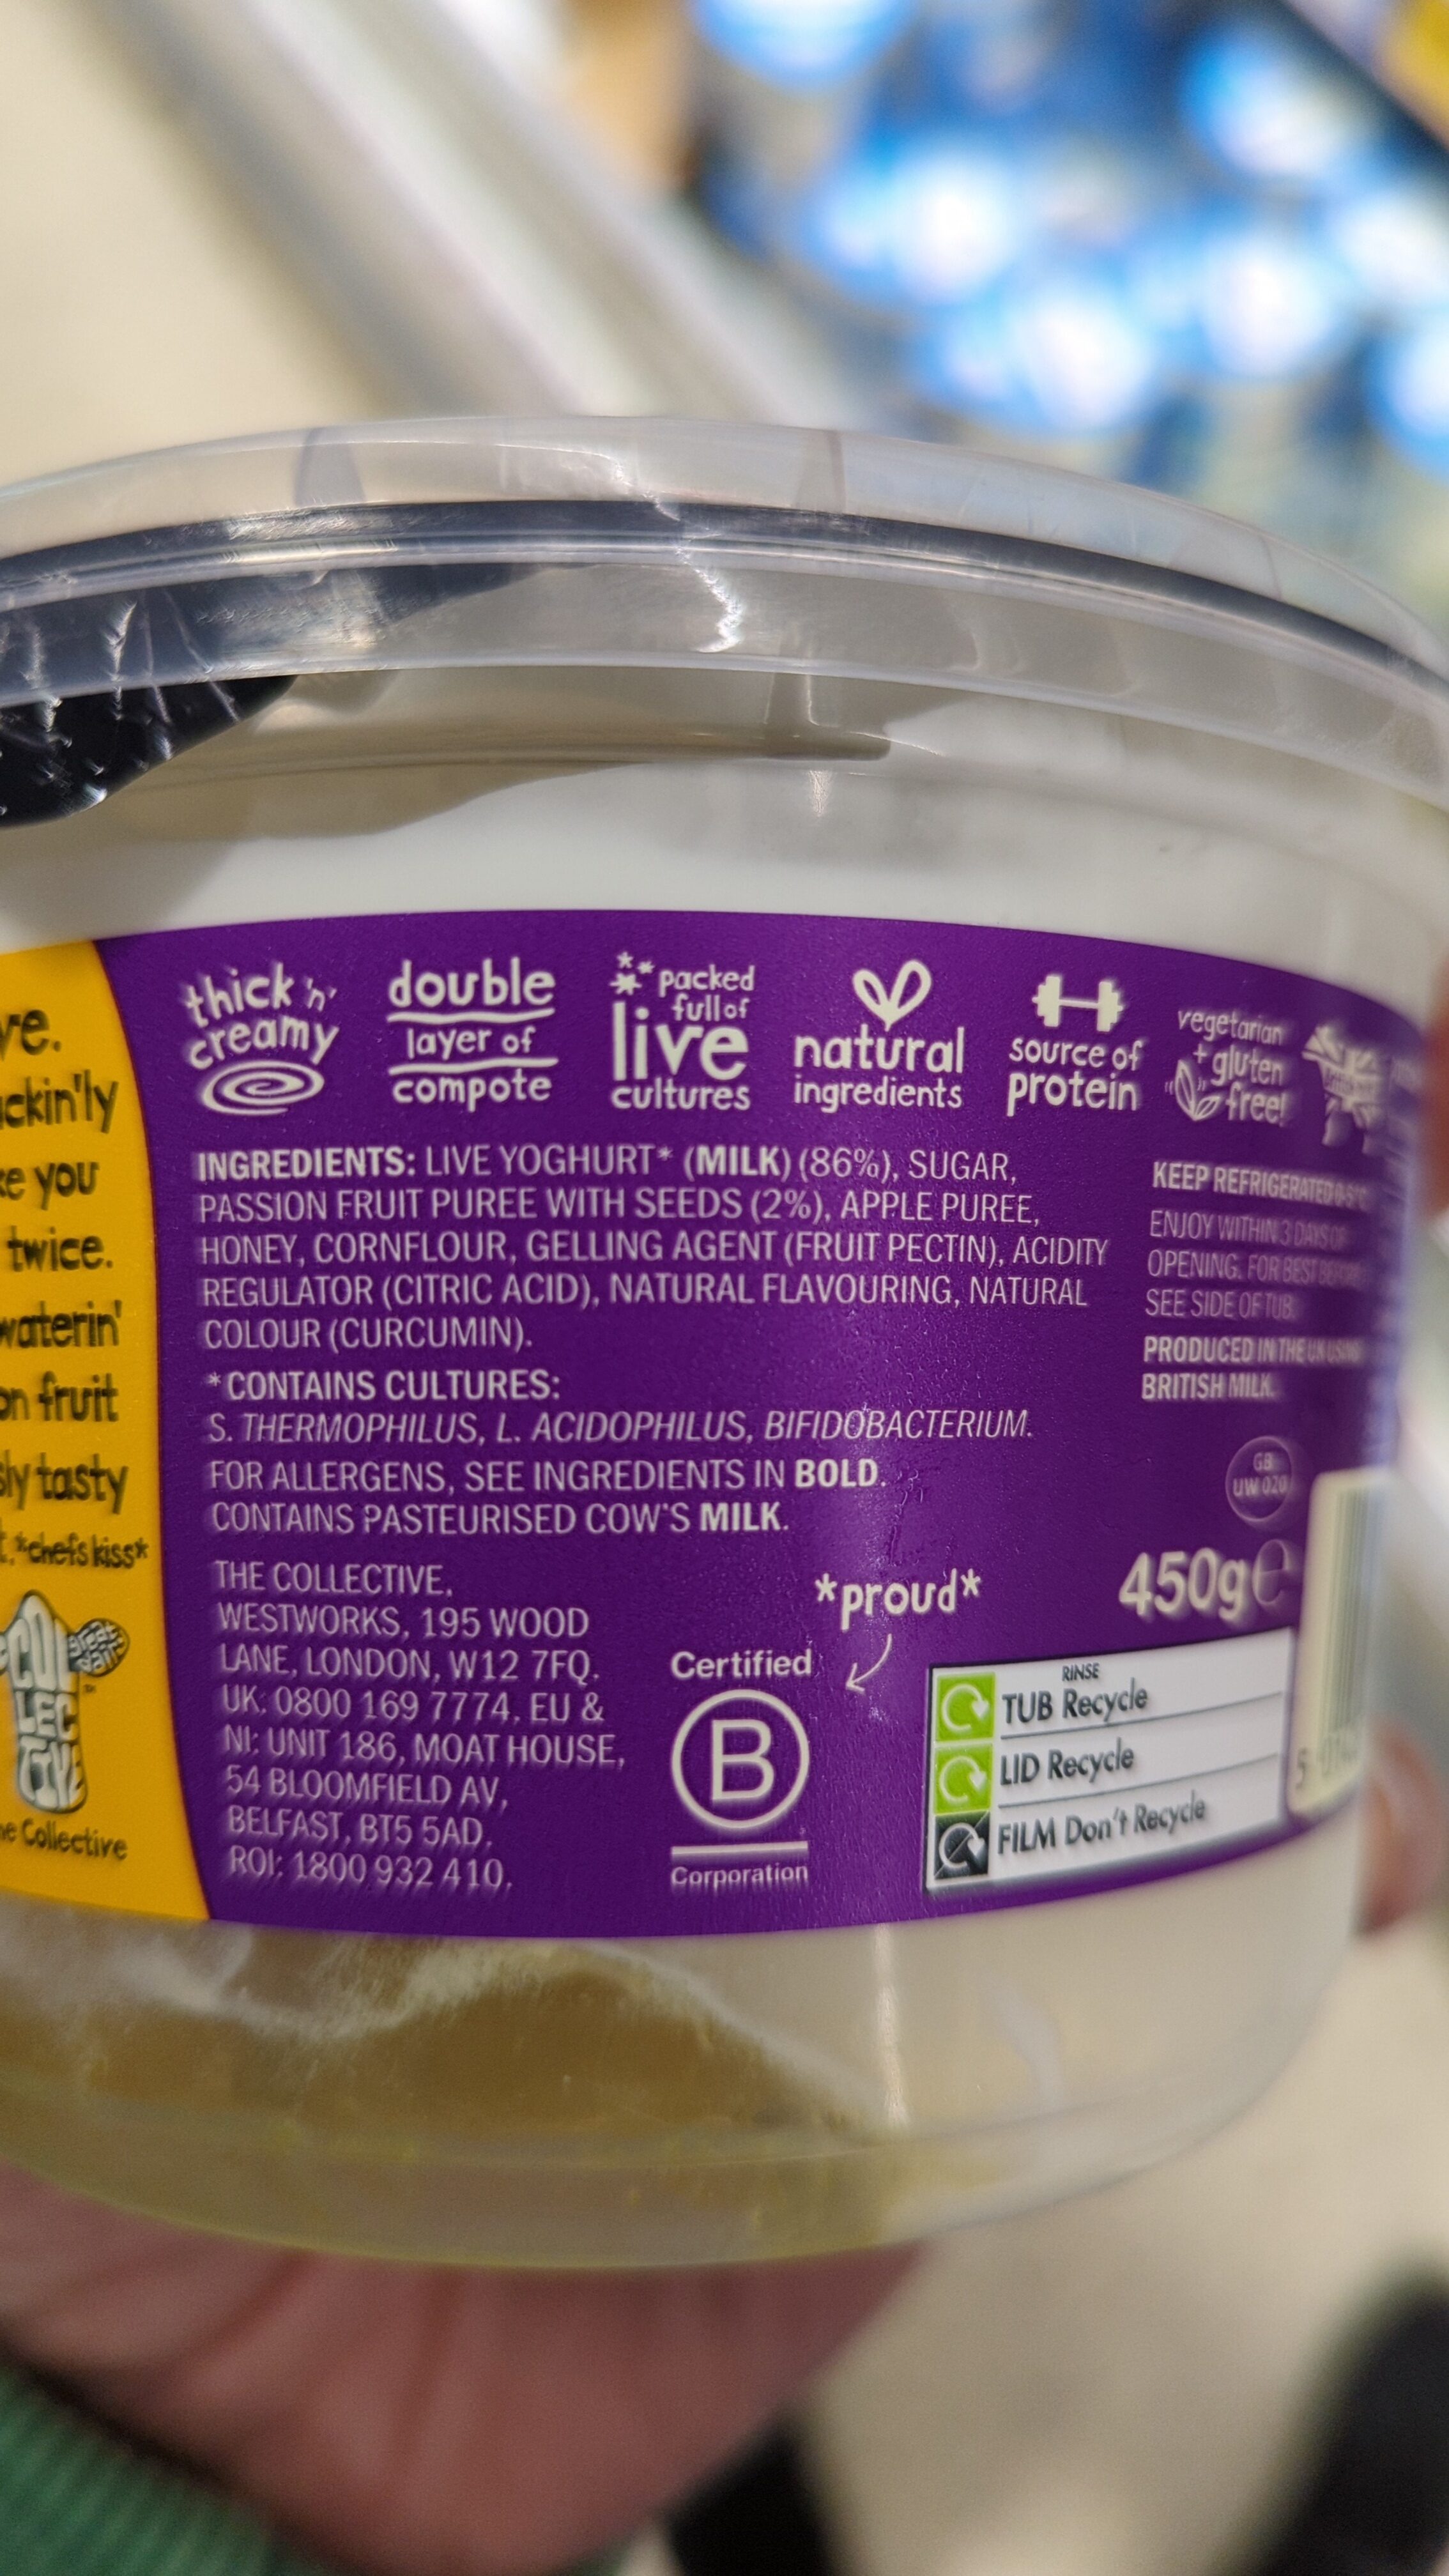 ve.
ckin'ly
ke you
twice.
waterin'
on fruit
sly tasty
*chefs kiss*
he Collective
thick 'n'
creamy
double
layer of
compote
packed
full of
live
cultures
natural
ingredients
source of
protein
vegetarian
+ gluten
free!
INGREDIENTS: LIVE YOGHURT* (MILK) (86%), SUGAR,
PASSION FRUIT PUREE WITH SEEDS (2%), APPLE PUREE,
HONEY, CORNFLOUR, GELLING AGENT (FRUIT PECTIN), ACIDITY
REGULATOR (CITRIC ACID), NATURAL FLAVOURING, NATURAL
COLOUR (CURCUMIN).
*CONTAINS CULTURES:
S. THERMOPHILUS, L. ACIDOPHILUS, BIFIDOBACTERIUM.
FOR ALLERGENS, SEE INGREDIENTS IN BOLD.
CONTAINS PASTEURISED COW'S MILK.
THE COLLECTIVE,
WESTWORKS, 195 WOOD
LANE, LONDON, W12 7FQ.
UK: 0800 169 7774. EU &
NI: UNIT 186, MOAT HOUSE,
54 BLOOMFIELD AV,
BELFAST, BT5 5AD.
ROI: 1800 932 410.
*proud*
Certified
B
Corporation
KEEP REFRIGERATED 0-5°C
ENJOY WITHIN 3 DAYS OF
OPENING. FOR BEST BEFORE
SEE SIDE OF TUB.
PRODUCED IN THE UK USING
BRITISH MILK.
GB
UW 020
450g e
RINSE
TUB Recycle
LID Recycle
FILM Don't Recycle